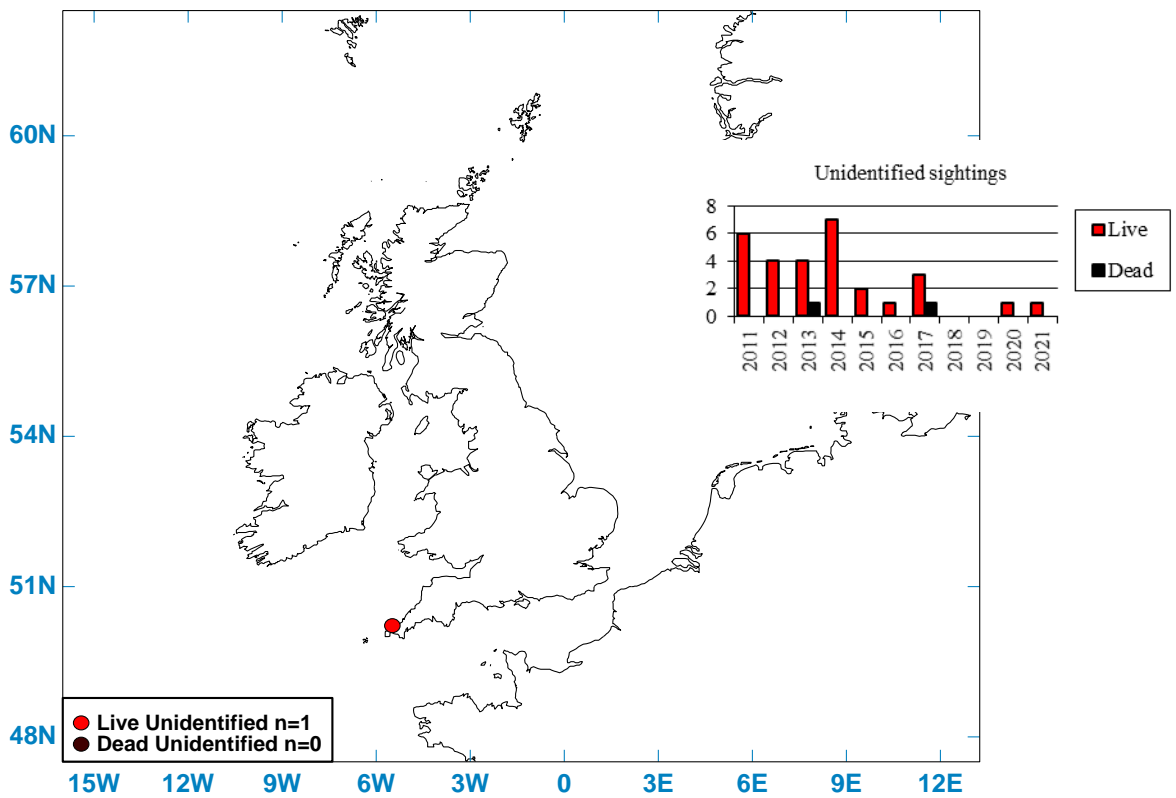 60N
57N
54N
51N
48N
15W 12W 9W 6W 3W 0 3E 6E 9E 12E
Unidentified sightings
8
6
4
2
0
2011 2012 2013 2014 2015 2016 2017 2018 2019 2020 2021
Live
Dead
Live Unidentified n=1
Dead Unidentified n=0